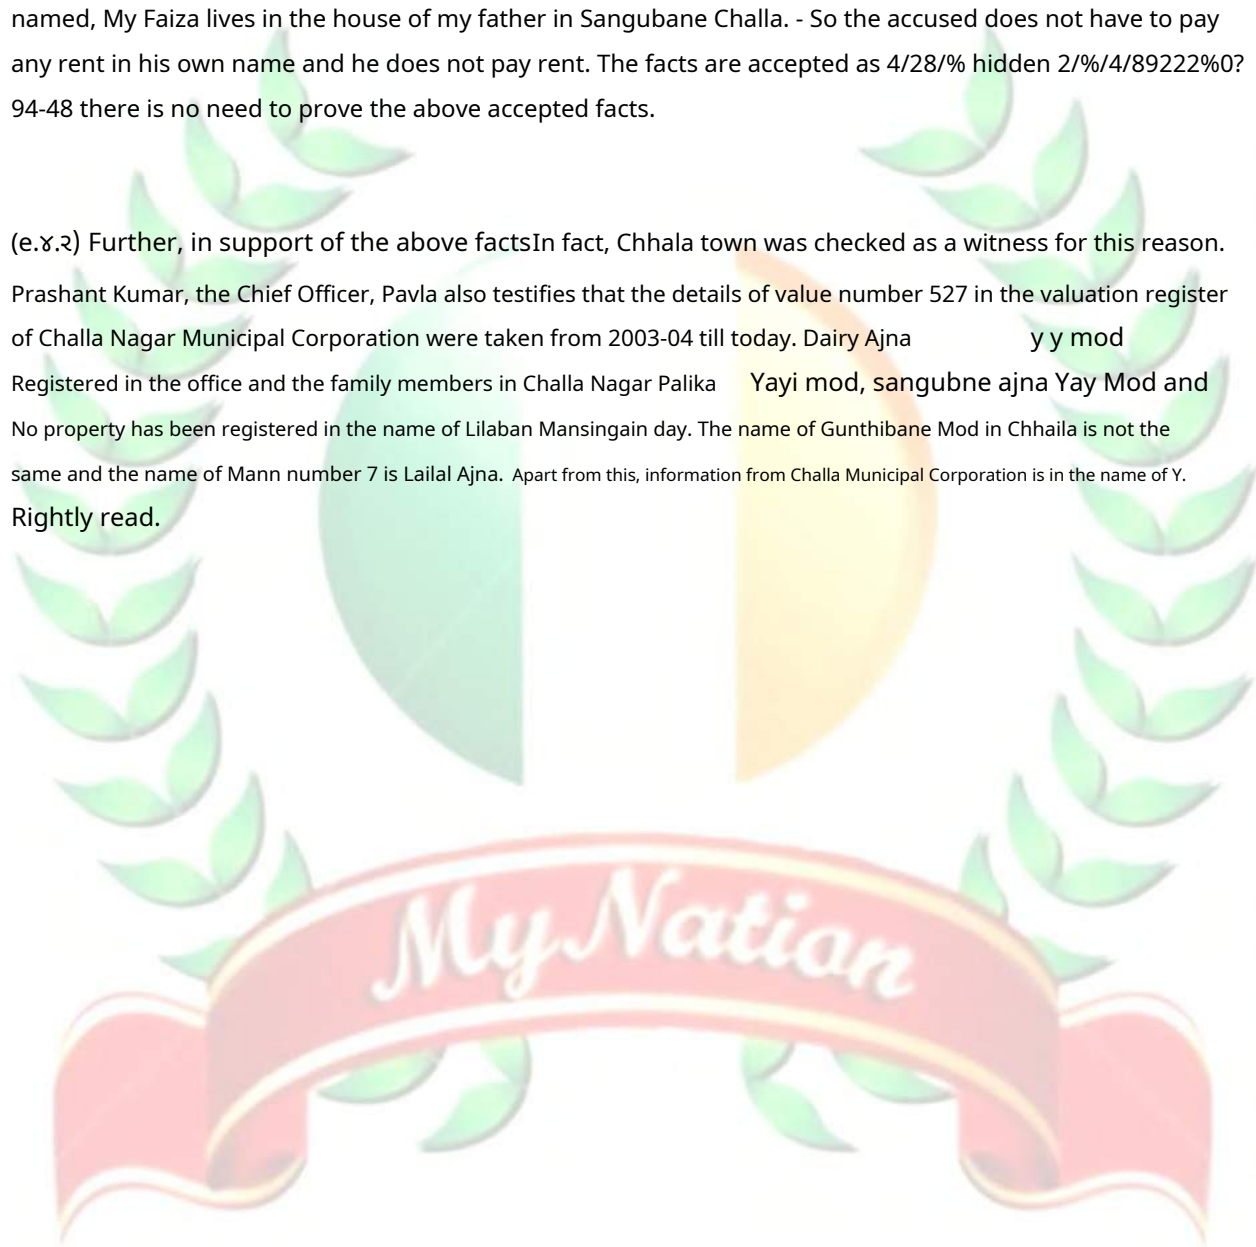 named, My Faiza lives in the house of my father in Sangubane Challa. - So the accused does not have to pay
any rent in his own name and he does not pay rent. The facts are accepted as 4/28/% hidden 2/%/4/89222%0?
94-48 there is no need to prove the above accepted facts.
(e.४.२) Further, in support of the above factsIn fact, Chhala town was checked as a witness for this reason.
Prashant Kumar, the Chief Officer, Pavla also testifies that the details of value number 527 in the valuation register
of Challa Nagar Municipal Corporation were taken from 2003-04 till today. Dairy Ajna y y mod
Registered in the office and the family members in Challa Nagar Palika Yayi mod, sangubne ajna Yay Mod and
No property has been registered in the name of Lilaban Mansingain day. The name of Gunthibane Mod in Chhaila is not the
same and the name of Mann number 7 is Lailal Ajna. Apart from this, information from Challa Municipal Corporation is in the name of Y.
Rightly read.
My Nation